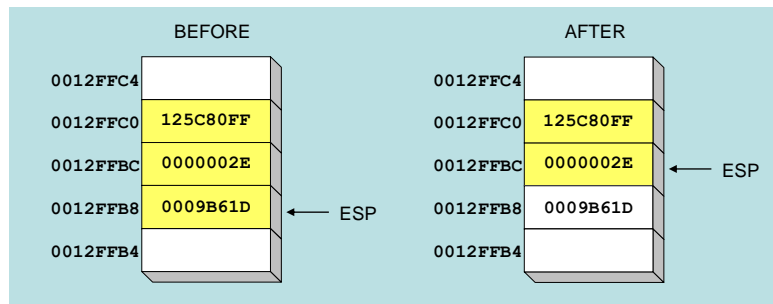 BEFORE
0012FFC4
0012FFC0 125C80FF
0012FFBC 0000002E
0012FFB8 0009B61D ESP
0012FFB4
AFTER
0012FFC4
0012FFC0 125C80FF
0012FFBC 0000002E ESP
0012FFB8 0009B61D
0012FFB4